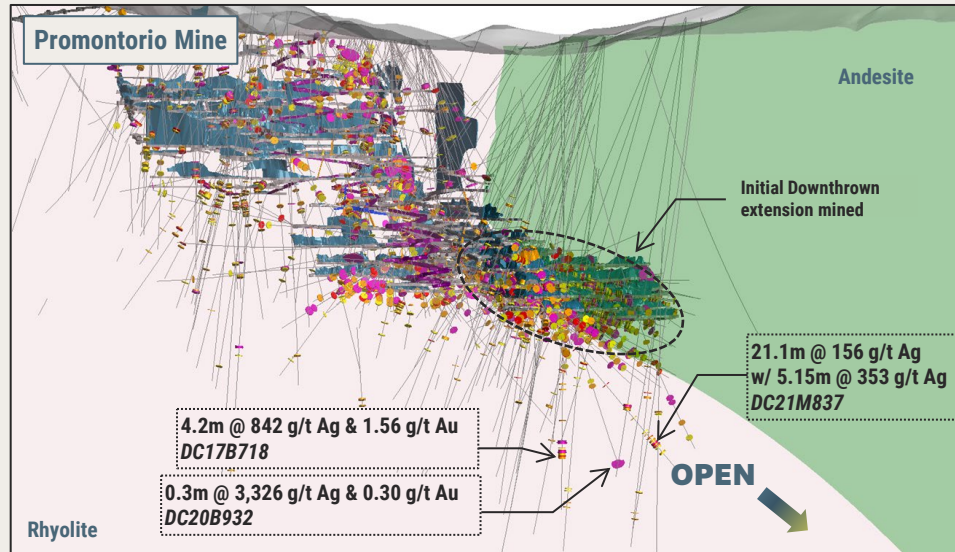 Promontorio Mine
Andesite
Initial Downthrown
extension mined
21.1m @ 156 g/t Ag
w/ 5.15m @ 353 g/t Ag
DC21M837
4.2m @ 842 g/t Ag & 1.56 g/t Au
DC17B718
0.3m @ 3,326 g/t Ag & 0.30 g/t Au
DC20B932
OPEN
Rhyolite